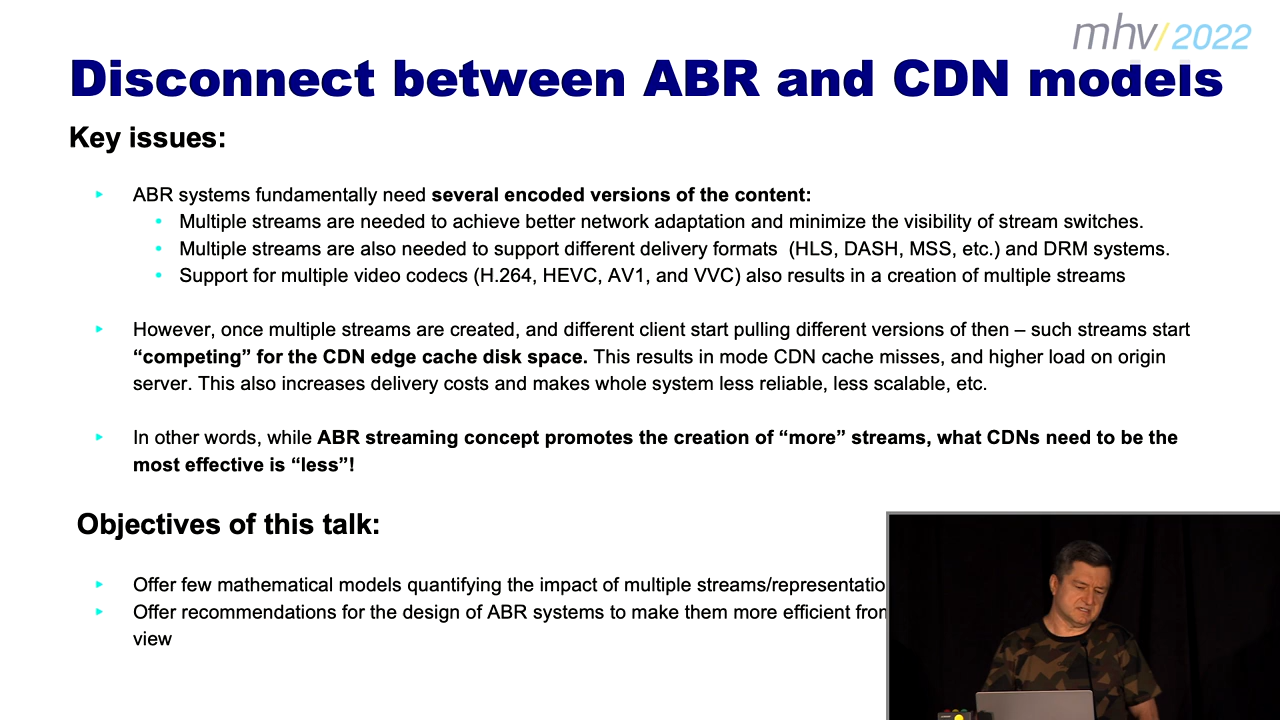 mhv/2022
Disconnect between ABR and CDN models
Key issues:
ABR systems fundamentally need several encoded versions of the content:
Multiple streams are needed to achieve better network adaptation and minimize the visibility of stream switches.
Multiple streams are also needed to support different delivery formats (HLS, DASH, MSS, etc.) and DRM systems.
Support for multiple video codecs (H.264, HEVC, AV1, and VVC) also results in a creation of multiple streams
However, once multiple streams are created, and different client start pulling different versions of then – such streams start
“competing” for the CDN edge cache disk space. This results in mode CDN cache misses, and higher load on origin
server. This also increases delivery costs and makes whole system less reliable, less scalable, etc.
In other words, while ABR streaming concept promotes the creation of “more” streams, what CDNs need to be the
most effective is “less”!
Objectives of this talk:
Offer few mathematical models quantifying the impact of multiple
Offer recommendations for the design of ABR systems to make them more efficient
view